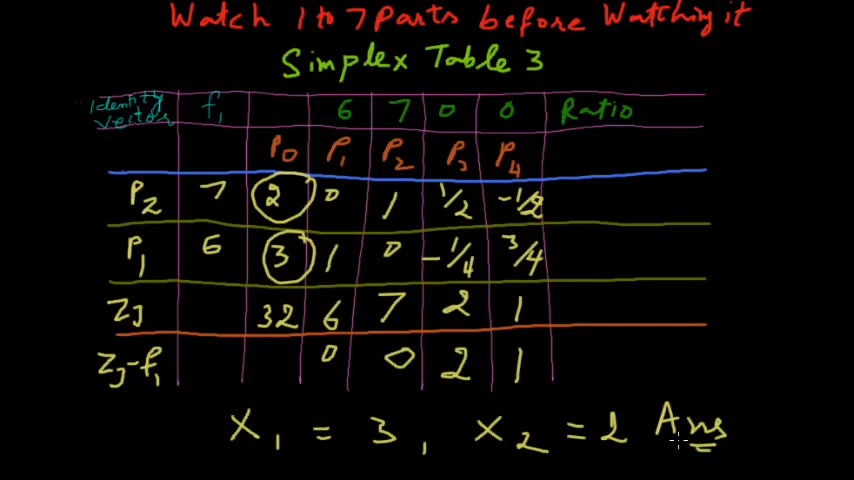 Watch 1 to 7 Parts before Watching it
Simplex Table 3
Identity vector f₁ 6 7 0 0 Ratio
P₀ P₁ P₂ P₃ P₄
P₂ 7 2 0 1 1/2 -1/2
P₁ 6 3 1 0 -1/4 3/4
ZJ 32 6 7 2 1
ZJ-f₁ 0 0 2 1
X₁ = 3, X₂ = 2 Ans